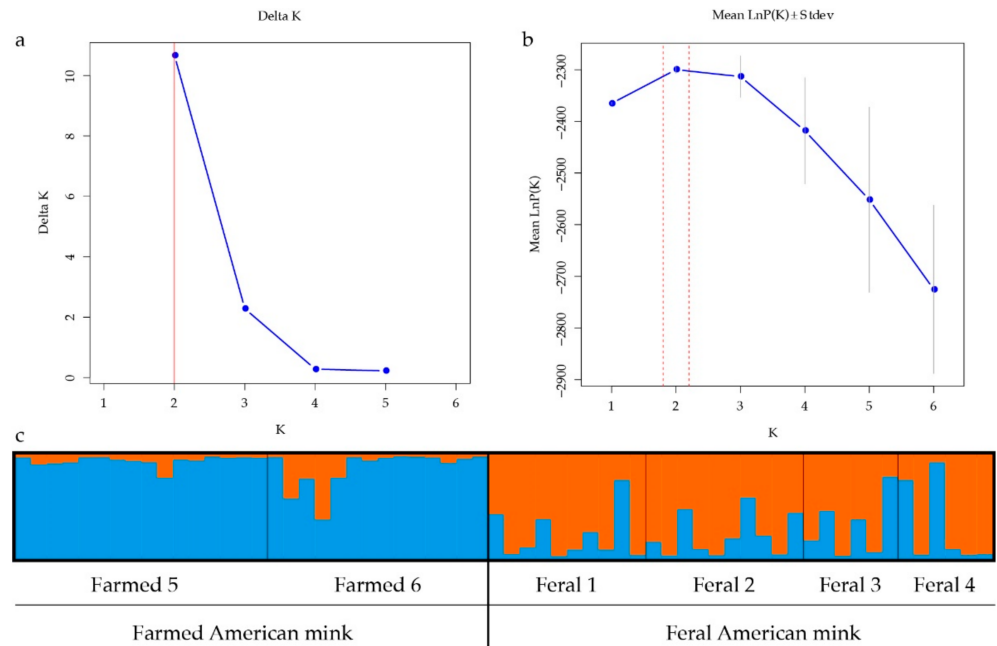 Delta K
a
Delta K
10
8
6
4
2
0
1 2 3 4 5 6
K
Mean LnP(K)±Stdev
b
Mean LnP(K)
-2300
-2400
-2500
-2600
-2700
-2800
-2900
1 2 3 4 5 6
K
c
Farmed 5 Farmed 6 Feral 1 Feral 2 Feral 3 Feral 4
Farmed American mink Feral American mink